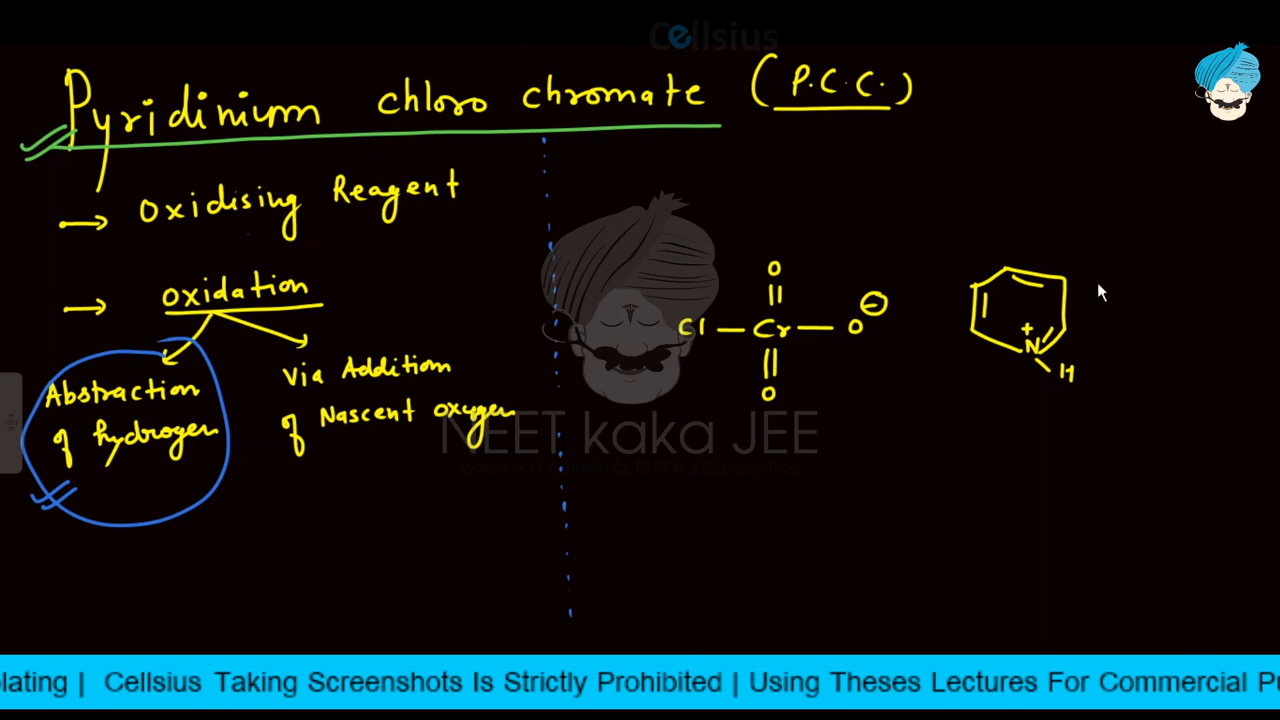 Cellsius
Pyridinium chloro chromate (P.C.C.)
→ Oxidising Reagent
→ oxidation
Abstraction of hydrogen
Via Addition of Nascent oxygen
O
Cl — Cr — O ⊖
O
+
N
H
NEET kaka JEE
lating | Cellsius Taking Screenshots Is Strictly Prohibited | Using Theses Lectures For Commercial Pu